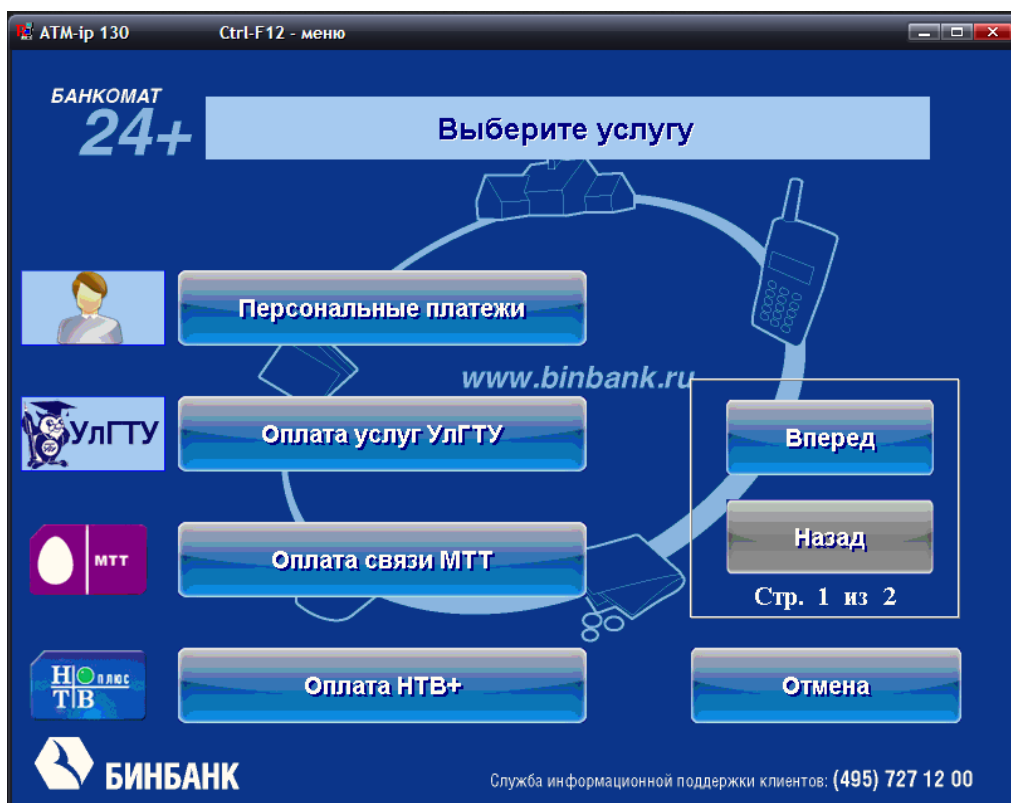 ATM-ip 130 Ctrl-F12 - меню
БАНКОМАТ
24+
Выберите услугу
Персональные платежи
www.binbank.ru
УлГТУ
Оплата услуг УлГТУ
Вперед
МТТ
Оплата связи МТТ
Назад
Стр. 1 из 2
НТВ плюс
Оплата НТВ+
Отмена
БИНБАНК
Служба информационной поддержки клиентов: (495) 727 12 00